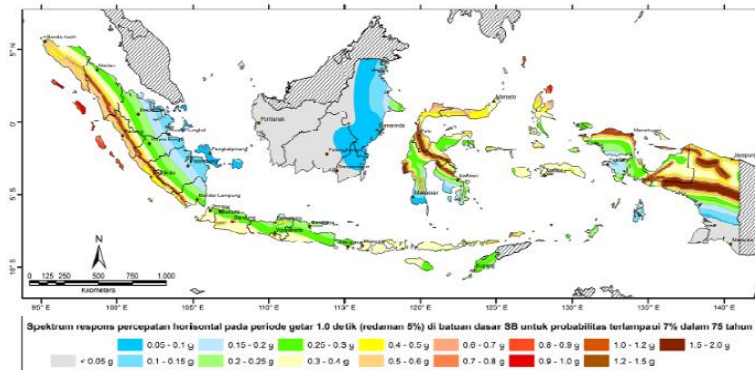 Banda Aceh
5°N
Medan
Manado
0°
Pontianak
Samarinda
Palu
Manokwari
Pangkalpinang
Jayapura
5°S
Bandar Lampung
Makassar
N
Kupang
10°S
0 125 250 500 750 1.000
Kilometers
95°E 100°E 105°E 110°E 115°E 120°E 125°E 130°E 135°E 140°E
Spektrum respons percepatan horisontal pada periode getar 1.0 detik (redaman 5%) di batuan dasar SB untuk probabilitas terlampaui 7% dalam 75 tahun
0.05 - 0.1 g 0.15 - 0.2 g 0.25 - 0.3 g 0.4 - 0.5 g 0.6 - 0.7 g 0.8 - 0.9 g 1.0 - 1.2 g 1.5 - 2.0 g
< 0.05 g 0.1 - 0.15 g 0.2 - 0.25 g 0.3 - 0.4 g 0.5 - 0.6 g 0.7 - 0.8 g 0.9 - 1.0 g 1.2 - 1.5 g